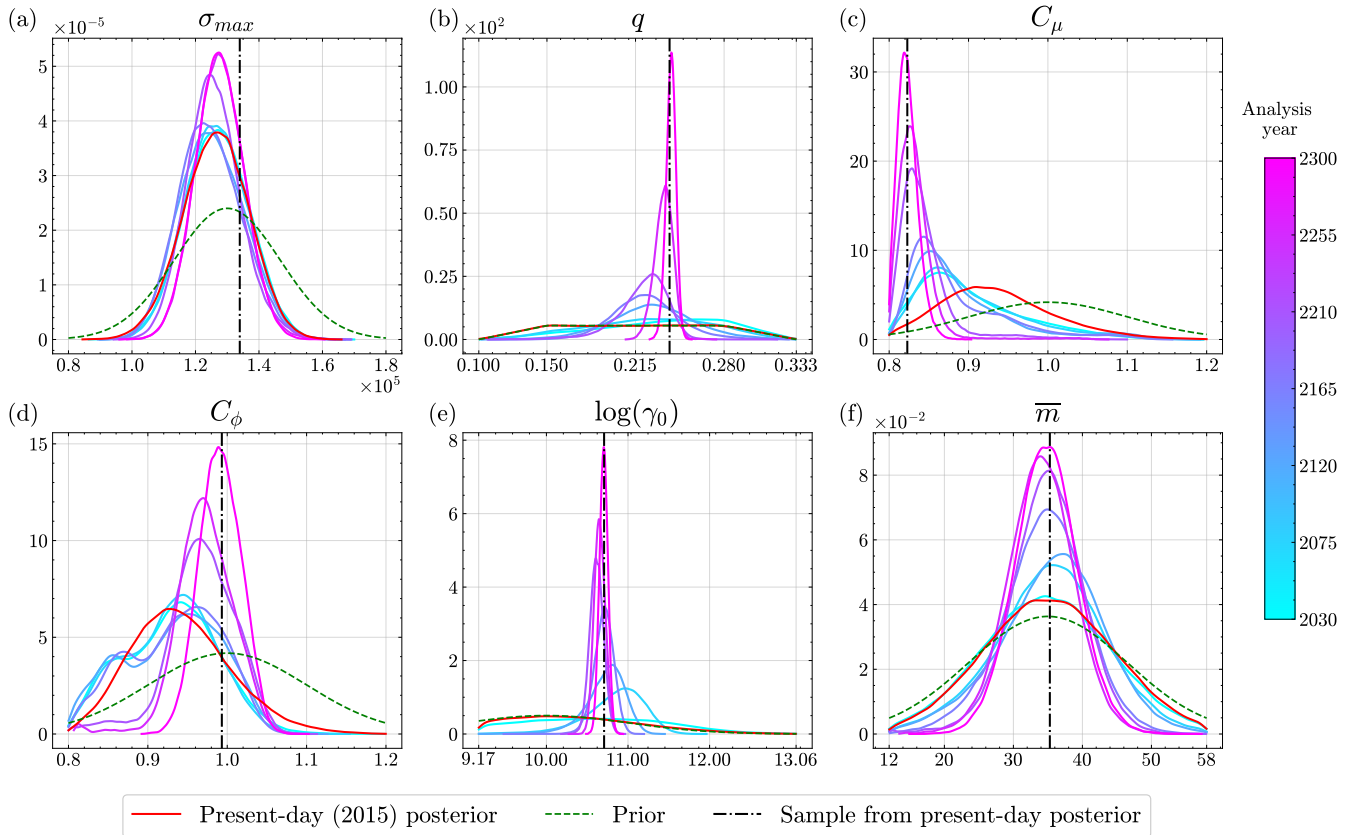 (a) σ_max
×10⁻⁵
5
4
3
2
1
0
0.8 1.0 1.2 1.4 1.6 1.8
×10⁵
(b) q
×10²
1.00
0.75
0.50
0.25
0.00
0.100 0.150 0.215 0.280 0.333
(c) C_μ
30
20
10
0
0.8 0.9 1.0 1.1 1.2
Analysis
year
2300
2255
2210
2165
2120
2075
2030
(d) C_ϕ
15
10
5
0
0.8 0.9 1.0 1.1 1.2
(e) log(γ₀)
8
6
4
2
0
9.17 10.00 11.00 12.00 13.06
(f) m̅
×10⁻²
8
6
4
2
0
12 20 30 40 50 58
Present-day (2015) posterior Prior Sample from present-day posterior